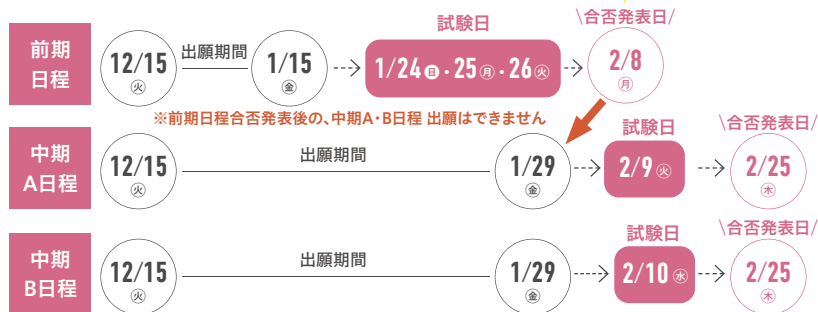 試験日
\合否発表日/
前期
日程
12/15
火
出願期間
1/15
金
1/24日・25月・26火
2/8
月
※前期日程合否発表後の、中期A・B日程 出願はできません
試験日
\合否発表日/
中期
A日程
12/15
火
出願期間
1/29
金
2/9火
2/25
木
試験日
\合否発表日/
中期
B日程
12/15
火
出願期間
1/29
金
2/10水
2/25
木